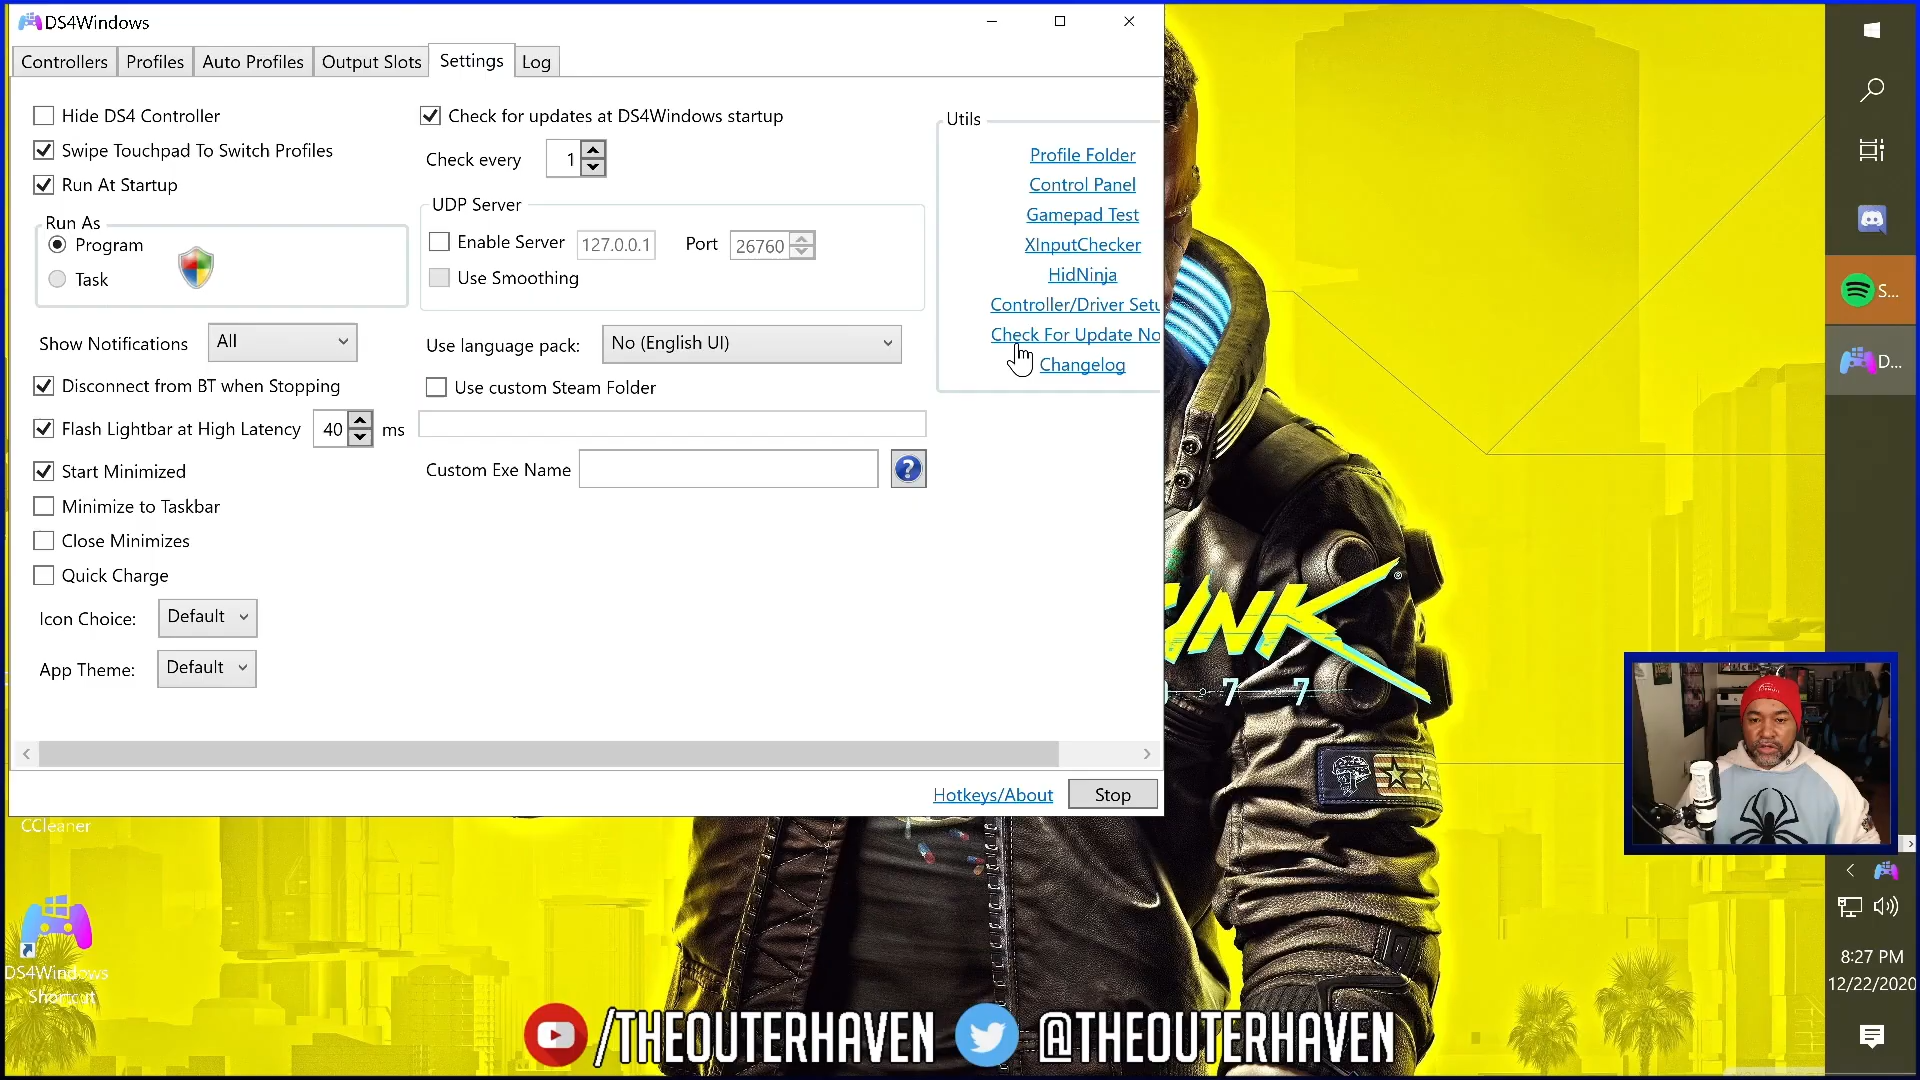 DS4Windows
Controllers
Profiles
Auto Profiles
Output Slots
Settings
Log
Hide DS4 Controller
Swipe Touchpad To Switch Profiles
Run At Startup
Run As
Program
Task
Show Notifications
All
Disconnect from BT when Stopping
Flash Lightbar at High Latency
40
ms
Start Minimized
Minimize to Taskbar
Close Minimizes
Quick Charge
Icon Choice:
Default
App Theme:
Default
Check for updates at DS4Windows startup
Check every
1
UDP Server
Enable Server
127.0.0.1
Port
26760
Use Smoothing
Use language pack:
No (English UI)
Use custom Steam Folder
Custom Exe Name
?
Utils
Profile Folder
Control Panel
Gamepad Test
XInputChecker
HidNinja
Controller/Driver Setu
Check For Update No
Changelog
Hotkeys/About
Stop
CCleaner
DS4Windows
Shortcut
UNK
7 7
S...
D...
8:27 PM
12/22/2020
/THEOUTERHAVEN
@THEOUTERHAVEN